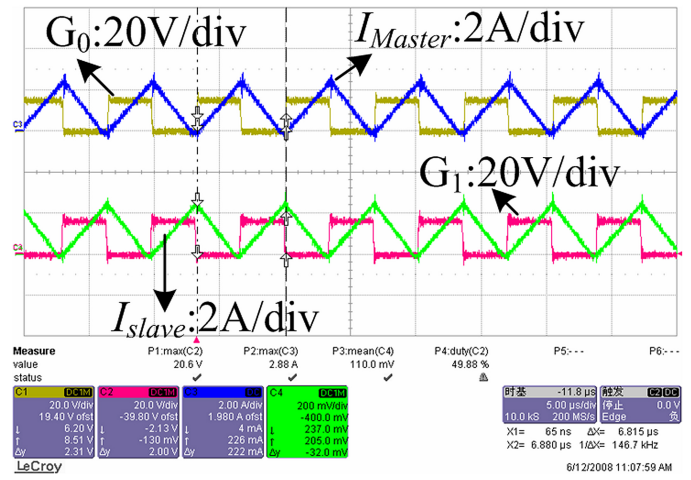 G0:20V/div
IMaster:2A/div
C3
G1:20V/div
C2
Islave:2A/div
Measure P1:max(C2) P2:max(C3) P3:mean(C4) P4:duty(C2) P5:--- P6:---
value 20.6 V 2.88 A 110.0 mV 49.88 %
status
C1 DC1M
20.0 V/div
19.40 V ofst
6.20 V
8.51 V
Δy 2.31 V
C2 DC1M
20.0 V/div
-39.80 V ofst
-2.13 V
-130 mV
Δy 2.00 V
C3 DC
2.00 A/div
1.980 A ofst
4 mA
226 mA
Δy 222 mA
C4 DC1M
200 mV/div
-400.0 mV
237.0 mV
205.0 mV
Δy -32.0 mV
时基 -11.8 µs
5.00 µs/div
10.0 kS 200 MS/s
触发 C2 DC
停止 0.0 V
Edge 负
X1= 65 ns ΔX= 6.815 µs
X2= 6.880 µs 1/ΔX= 146.7 kHz
LeCroy
6/12/2008 11:07:59 AM